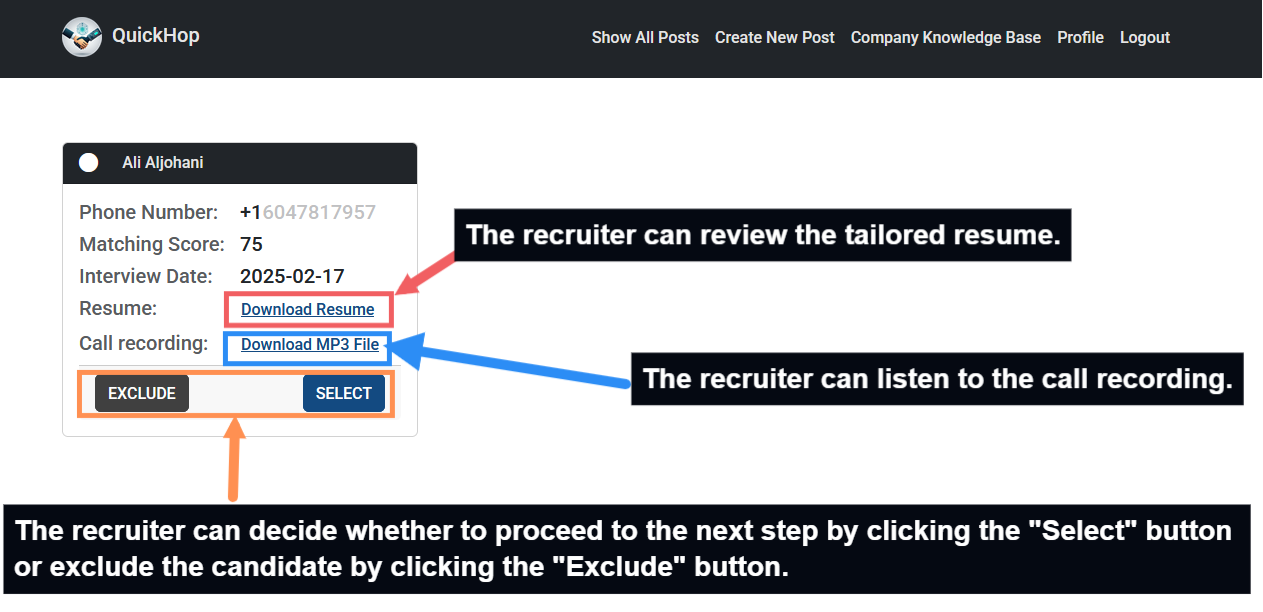 QuickHop
Show All Posts Create New Post Company Knowledge Base Profile Logout
Ali Aljohani
Phone Number: +16047817957
Matching Score: 75
Interview Date: 2025-02-17
Resume: Download Resume
Call recording: Download MP3 File
EXCLUDE SELECT
The recruiter can review the tailored resume.
The recruiter can listen to the call recording.
The recruiter can decide whether to proceed to the next step by clicking the "Select" button
or exclude the candidate by clicking the "Exclude" button.